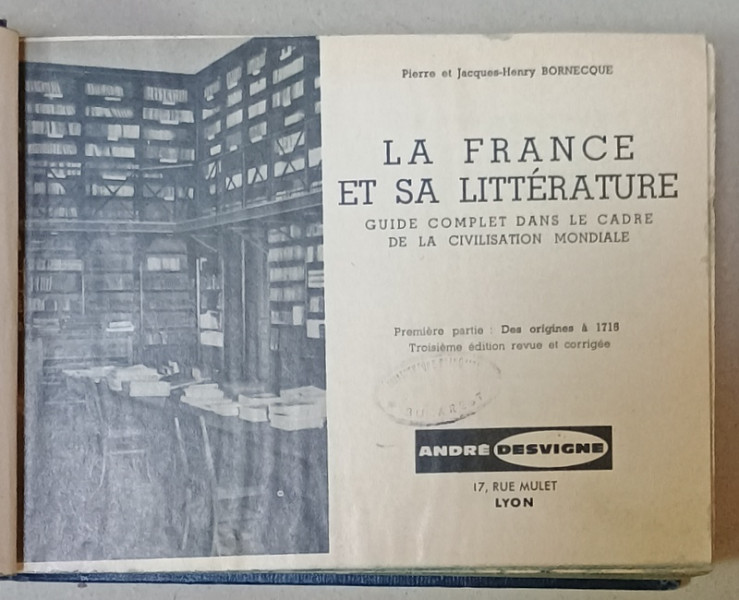 Pierre et Jacques-Henry BORNECQUE
LA FRANCE
ET SA LITTÉRATURE
GUIDE COMPLET DANS LE CADRE
DE LA CIVILISATION MONDIALE
Première partie : Des origines à 1715
Troisième édition revue et corrigée
ANDRÉ DESVIGNE
17, RUE MULET
LYON